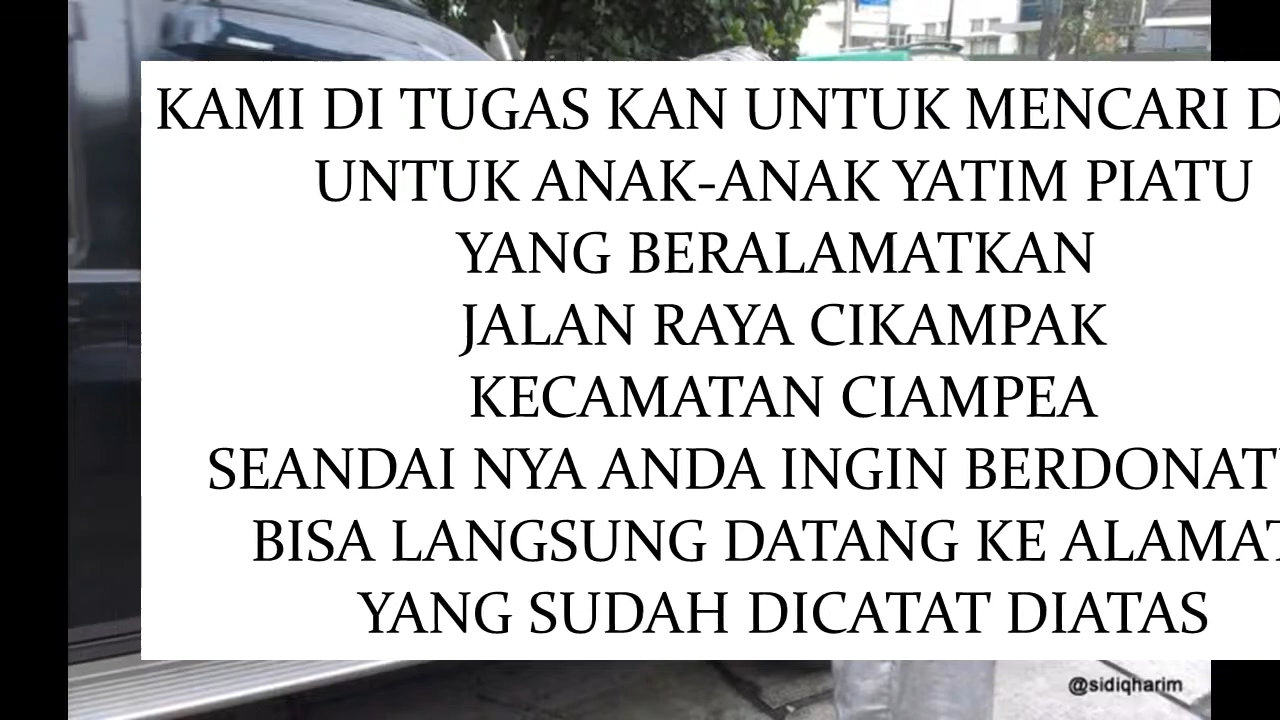 KAMI DI TUGAS KAN UNTUK MENCARI
UNTUK ANAK-ANAK YATIM PIATU
YANG BERALAMATKAN
JALAN RAYA CIKAMPAK
KECAMATAN CIAMPEA
SEANDAI NYA ANDA INGIN
BISA LANGSUNG DATANG KE ALAMAT
YANG SUDAH DICATAT DIATAS
@sidiqharim